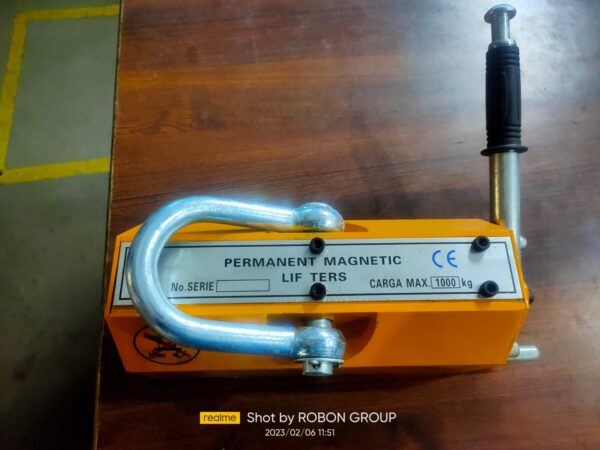 PERMANENT MAGNETIC
LIF TERS
CE
No.SERIE
CARGA MAX. 1000 kg
realme
Shot by ROBON GROUP
2023/02/06 11:51